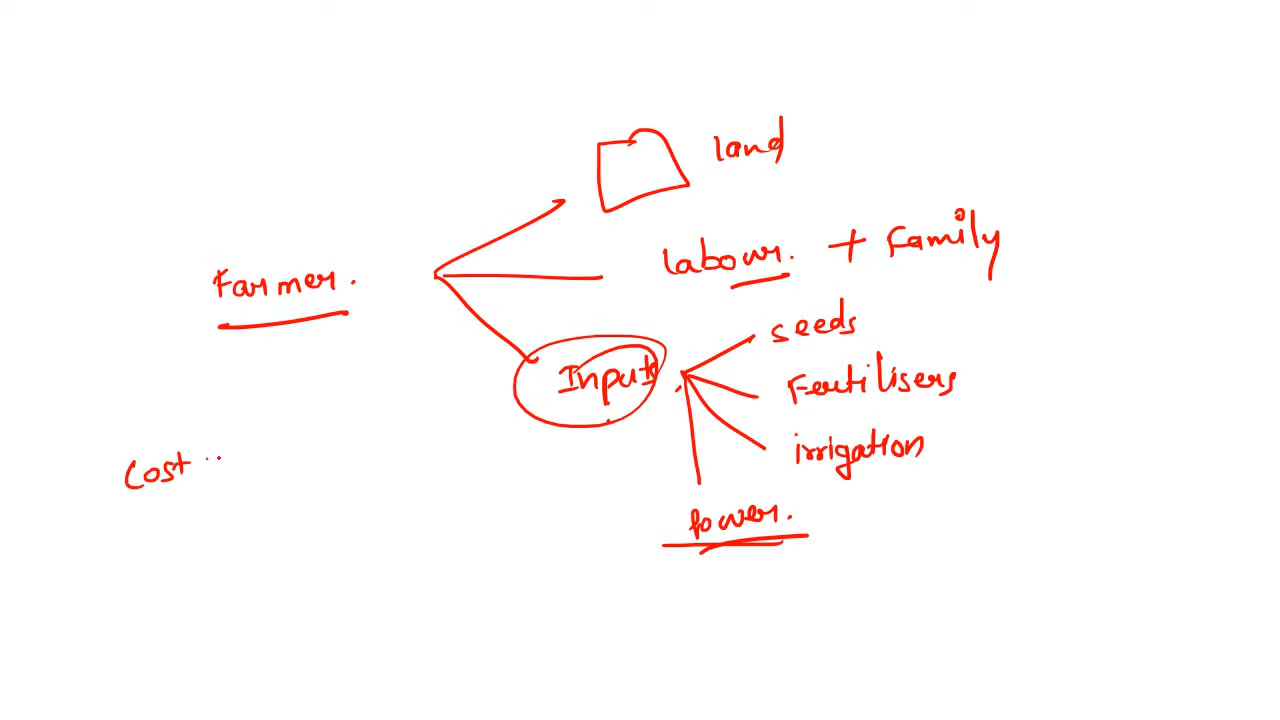 land
Farmer.
labour. + Family
Inputs
seeds
Fertilisers
irrigation
Cost ..
Power.